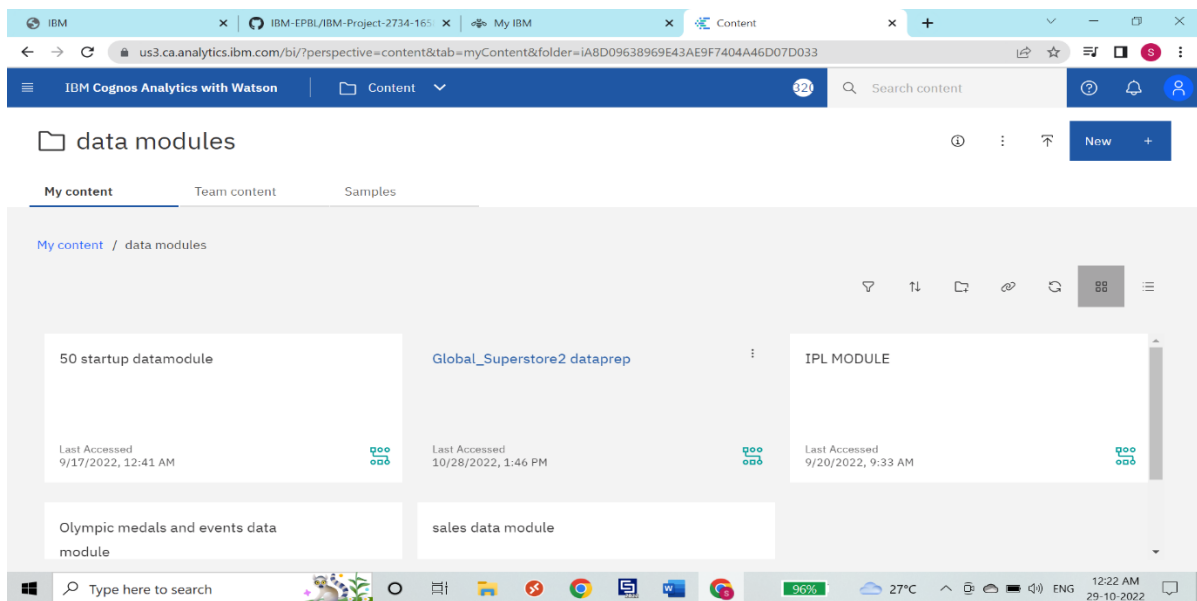 IBM
IBM-EPBL/IBM-Project-2734-165
My IBM
Content
us3.ca.analytics.ibm.com/bi/?perspective=content&tab=myContent&folder=iA8D09638969E43AE9F7404A46D07D033
S
IBM Cognos Analytics with Watson
Content
Search content
data modules
New +
My content
Team content
Samples
My content / data modules
50 startup datamodule
Last Accessed
9/17/2022, 12:41 AM
Global_Superstore2 dataprep
Last Accessed
10/28/2022, 1:46 PM
IPL MODULE
Last Accessed
9/20/2022, 9:33 AM
Olympic medals and events data
module
sales data module
Type here to search
96%
27°C
ENG
12:22 AM
29-10-2022